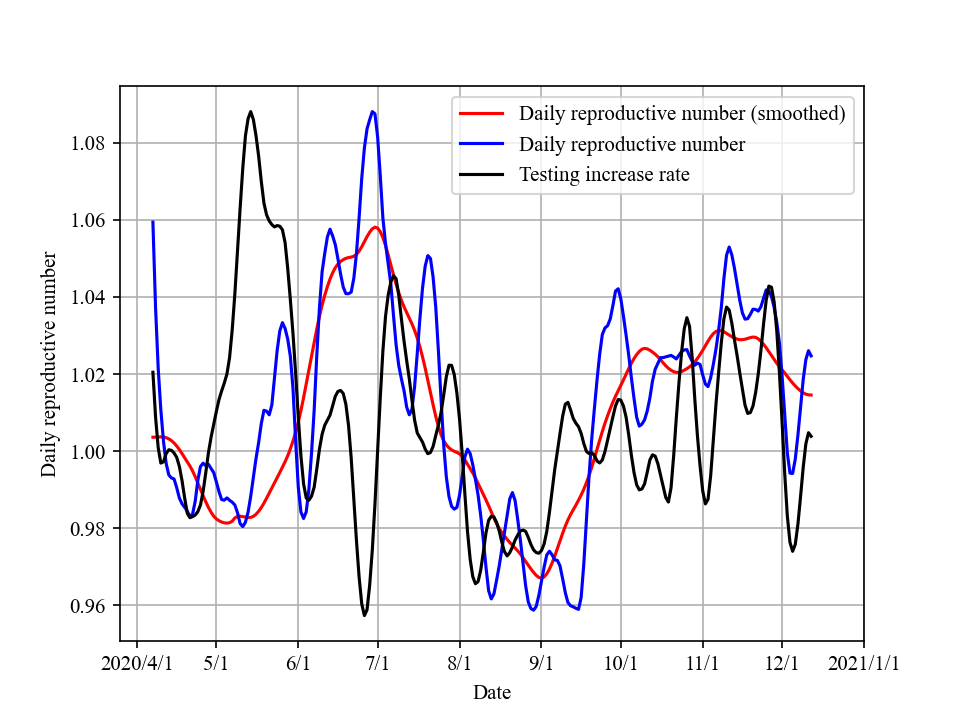 Daily reproductive number (smoothed)
Daily reproductive number
Testing increase rate
1.08
1.06
1.04
1.02
1.00
0.98
0.96
Daily reproductive number
2020/4/1 5/1 6/1 7/1 8/1 9/1 10/1 11/1 12/1 2021/1/1
Date